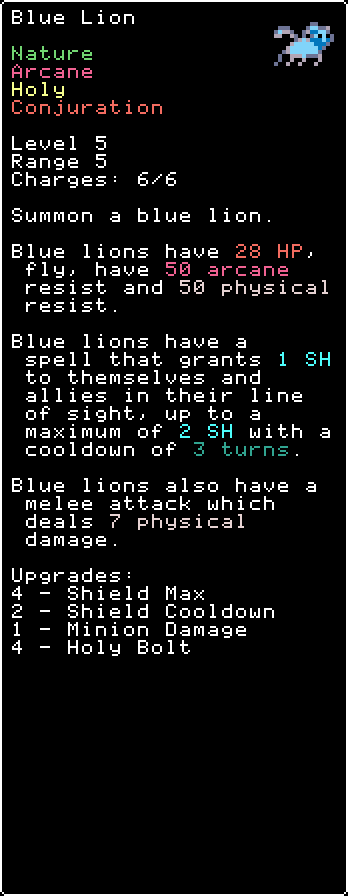 Blue Lion
Nature
Arcane
Holy
Conjuration
Level 5
Range 5
Charges: 6/6
Summon a blue lion.
Blue lions have 28 HP,
fly, have 50 arcane
resist and 50 physical
resist.
Blue lions have a
spell that grants 1 SH
to themselves and
allies in their line
of sight, up to a
maximum of 2 SH with a
cooldown of 3 turns.
Blue lions also have a
melee attack which
deals 7 physical
damage.
Upgrades:
4 - Shield Max
2 - Shield Cooldown
1 - Minion Damage
4 - Holy Bolt